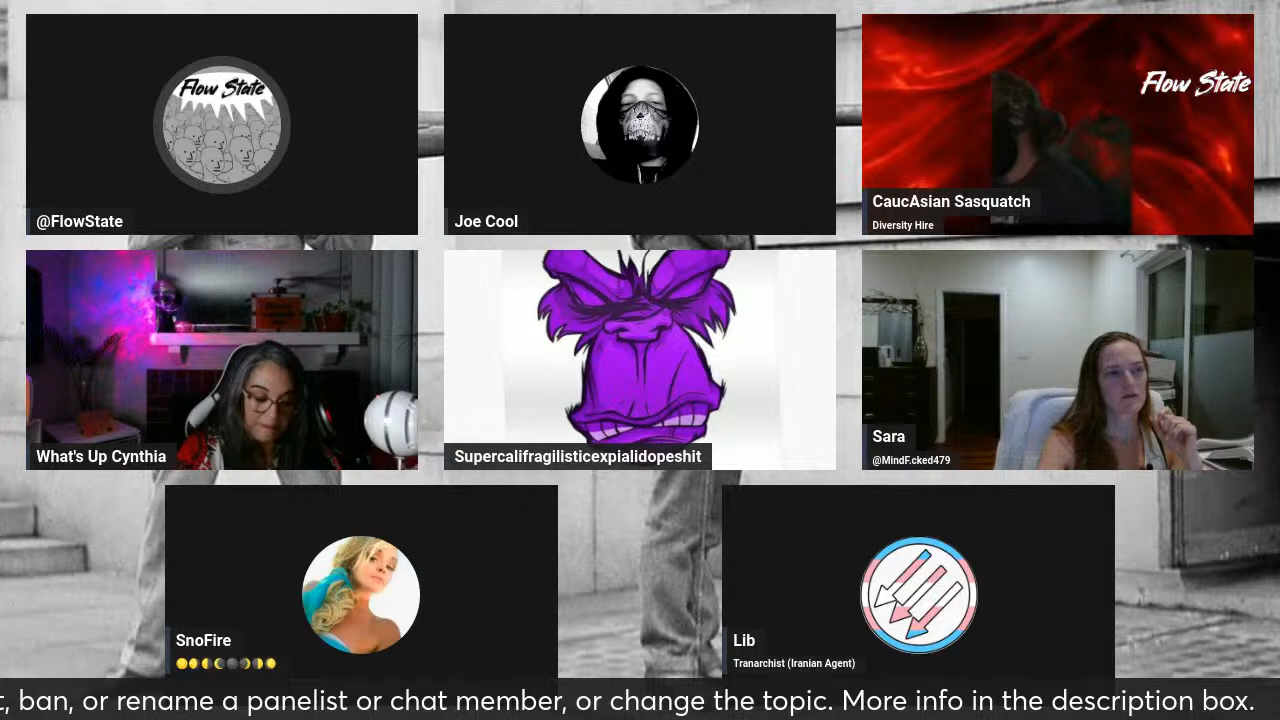 Flow State
@FlowState
Joe Cool
Flow State
CaucAsian Sasquatch
Diversity Hire
What's Up Cynthia
Supercalifragilisticexpialidopeshit
Sara
@MindF.cked479
SnoFire
Lib
Tranarchist (Iranian Agent)
, ban, or rename a panelist or chat member, or change the topic. More info in the description box.